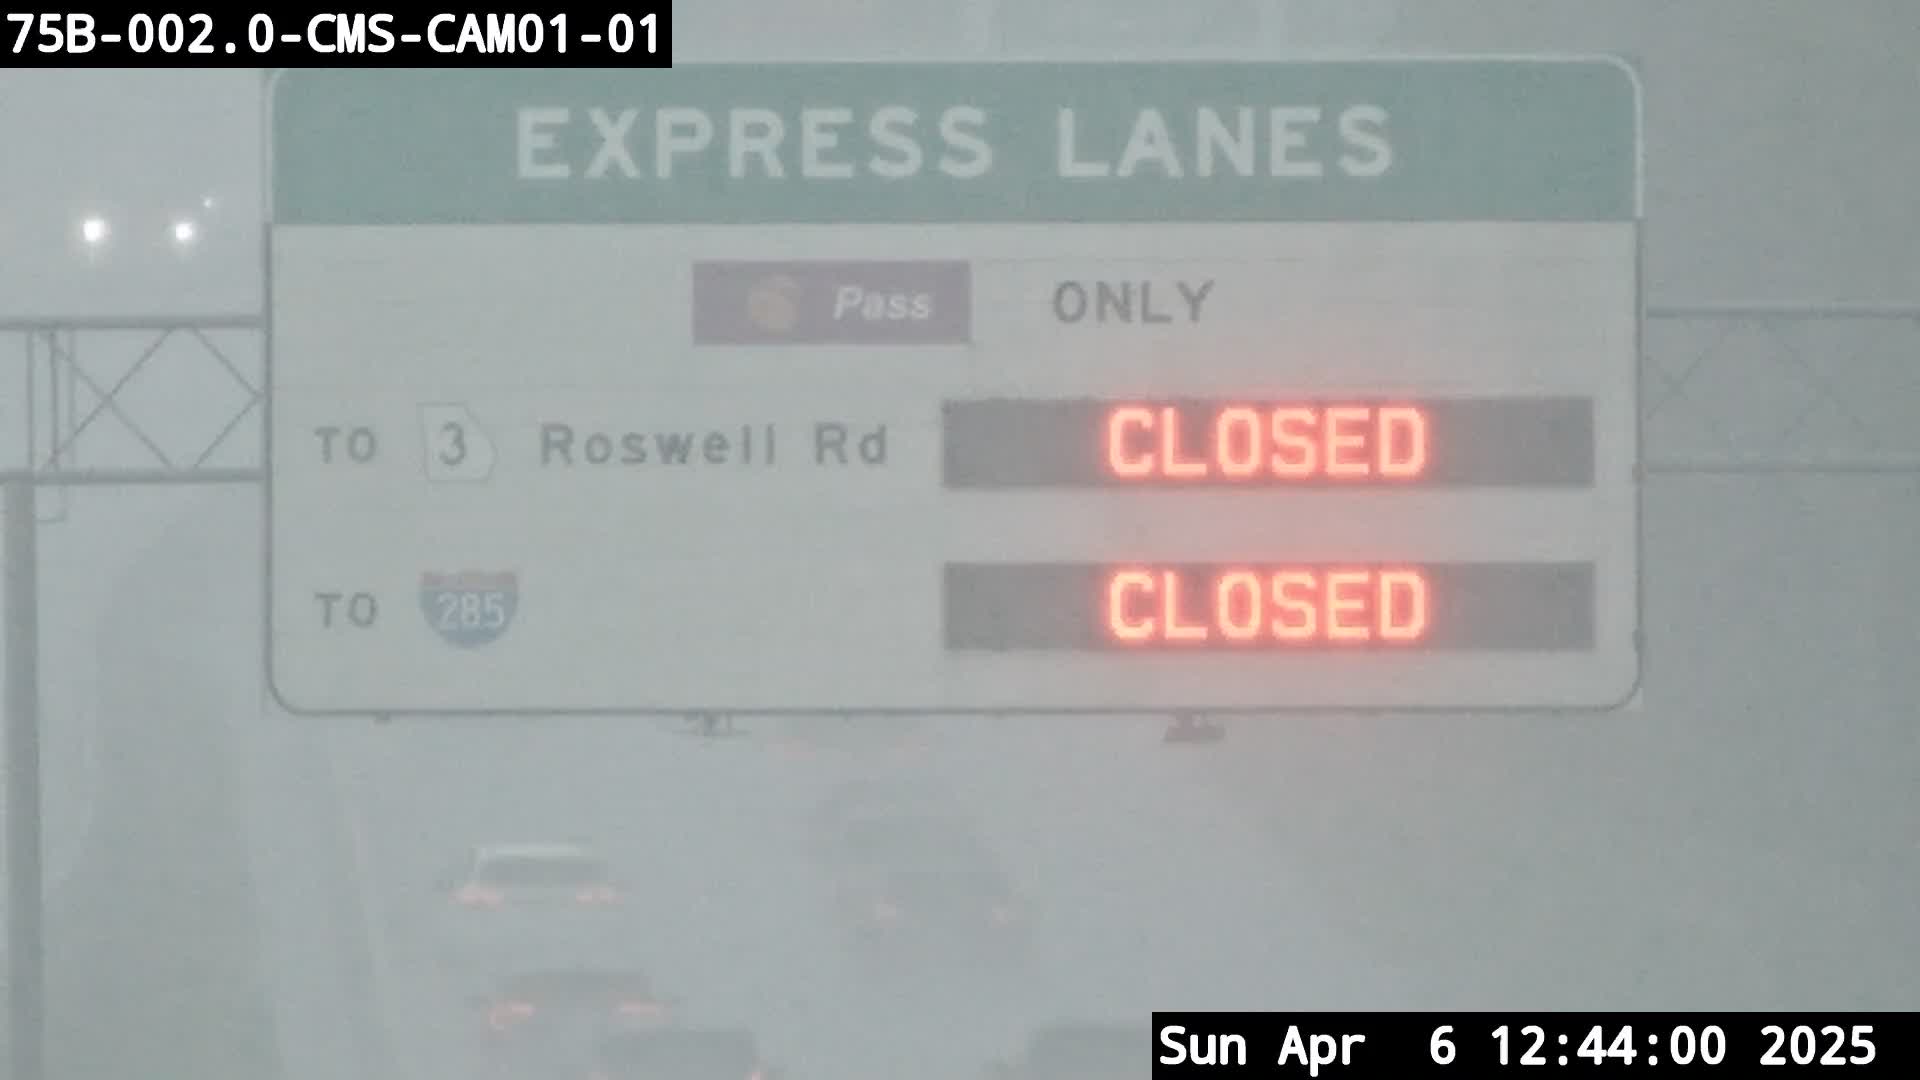 75B-002.0-CMS-CAM01-01
EXPRESS LANES
Pass ONLY
TO 3 Roswell Rd CLOSED
TO 285 CLOSED
Sun Apr 6 12:44:00 2025